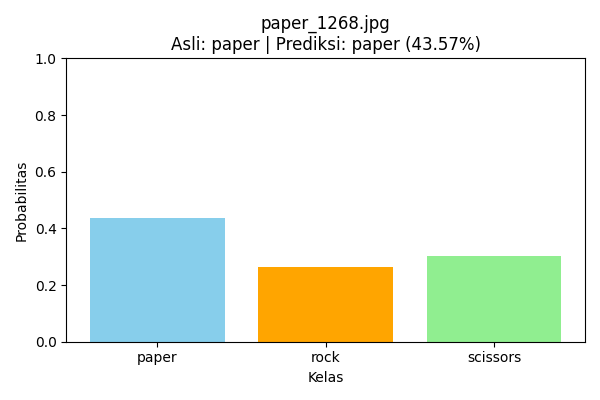 paper_1268.jpg
Asli: paper | Prediksi: paper (43.57%)
1.0
0.8
0.6
0.4
0.2
0.0
Probabilitas
paper
rock
scissors
Kelas